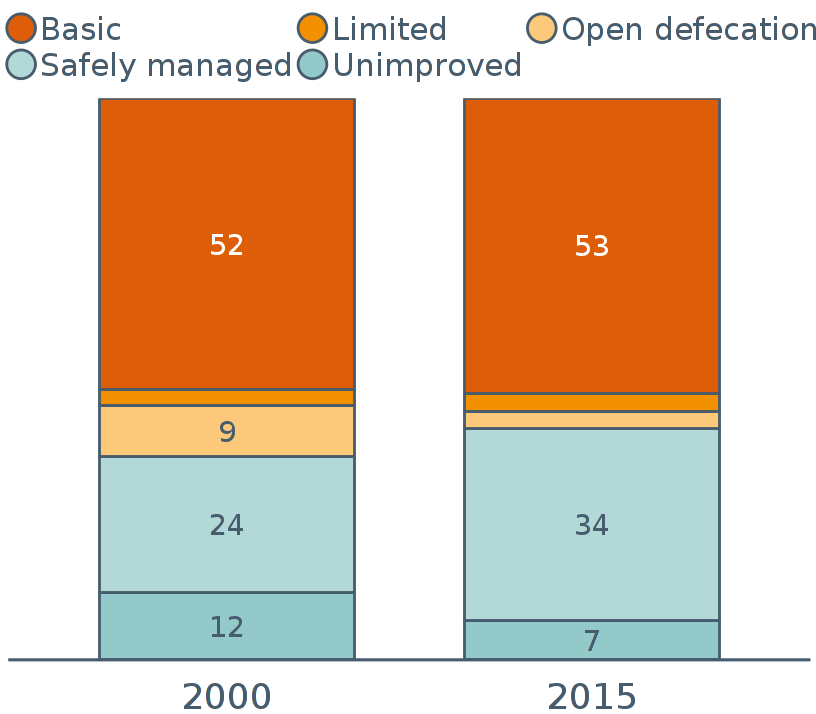 Basic Limited Open defecation
Safely managed Unimproved
52 53
9
24 34
12 7
2000 2015